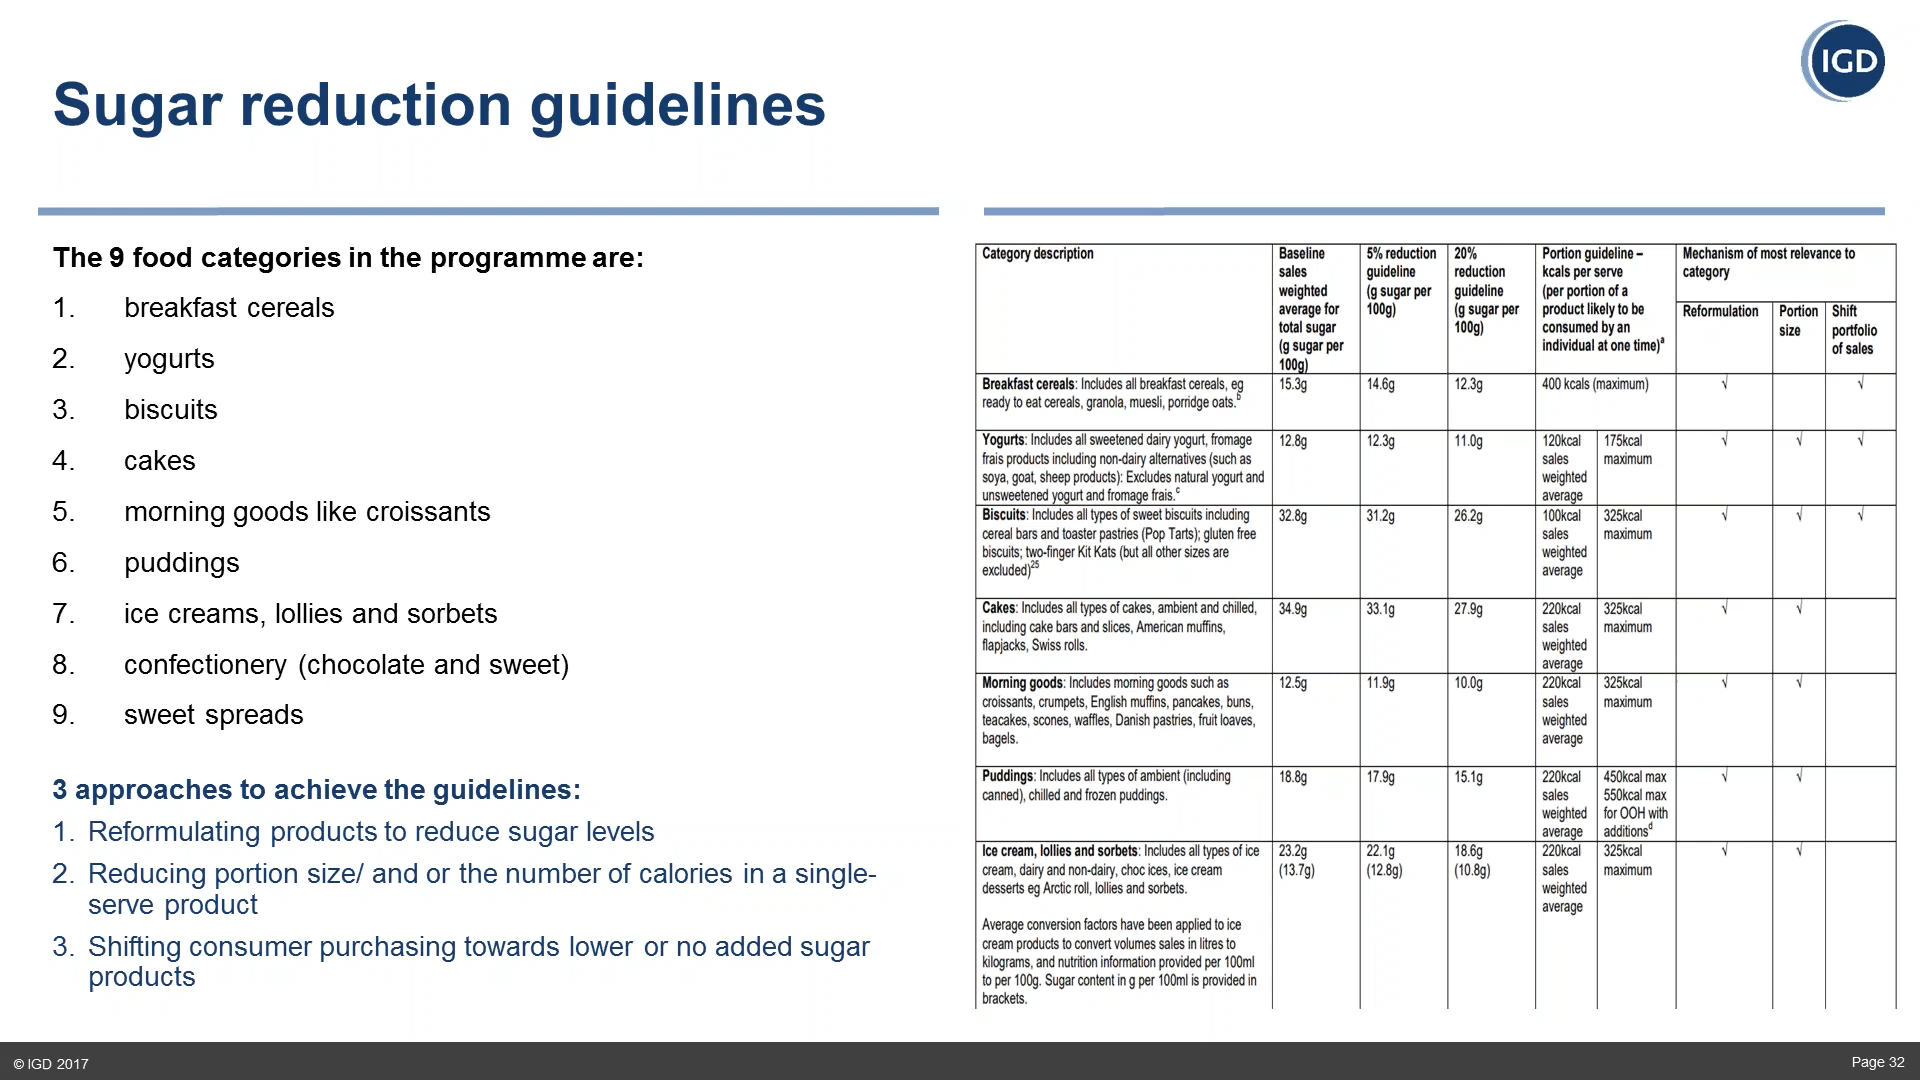 IGD
Sugar reduction guidelines
The 9 food categories in the programme are:
1. breakfast cereals
2. yogurts
3. biscuits
4. cakes
5. morning goods like croissants
6. puddings
7. ice creams, lollies and sorbets
8. confectionery (chocolate and sweet)
9. sweet spreads
3 approaches to achieve the guidelines:
1. Reformulating products to reduce sugar levels
2. Reducing portion size/ and or the number of calories in a single-
serve product
3. Shifting consumer purchasing towards lower or no added sugar
products
Category description
Baseline
sales
weighted
average for
total sugar
(g sugar per
100g)
5% reduction
guideline
(g sugar per
100g)
20%
reduction
guideline
(g sugar per
100g)
Portion guideline –
kcals per serve
(per portion of a
product likely to be
consumed by an
individual at one time)a
Mechanism of most relevance to
category
Reformulation
Portion
size
Shift
portfolio
of sales
Breakfast cereals: Includes all breakfast cereals, eg
ready to eat cereals, granola, muesli, porridge oats.b
15.3g
14.6g
12.3g
400 kcals (maximum)
√
√
Yogurts: Includes all sweetened dairy yogurt, fromage
frais products including non-dairy alternatives (such as
soya, goat, sheep products): Excludes natural yogurt and
unsweetened yogurt and fromage frais.c
12.8g
12.3g
11.0g
120kcal
sales
weighted
average
175kcal
maximum
√
√
√
Biscuits: Includes all types of sweet biscuits including
cereal bars and toaster pastries (Pop Tarts); gluten free
biscuits; two-finger Kit Kats (but all other sizes are
excluded)25
32.8g
31.2g
26.2g
100kcal
sales
weighted
average
325kcal
maximum
√
√
√
Cakes: Includes all types of cakes, ambient and chilled,
including cake bars and slices, American muffins,
flapjacks, Swiss rolls.
34.9g
33.1g
27.9g
220kcal
sales
weighted
average
325kcal
maximum
√
√
Morning goods: Includes morning goods such as
croissants, crumpets, English muffins, pancakes, buns,
teacakes, scones, waffles, Danish pastries, fruit loaves,
bagels.
12.5g
11.9g
10.0g
220kcal
sales
weighted
average
325kcal
maximum
√
√
Puddings: Includes all types of ambient (including
canned), chilled and frozen puddings.
18.8g
17.9g
15.1g
220kcal
sales
weighted
average
450kcal max
550kcal max
for OOH with
additionsd
√
√
Ice cream, lollies and sorbets: Includes all types of ice
cream, dairy and non-dairy, choc ices, ice cream
desserts eg Arctic roll, lollies and sorbets.
Average conversion factors have been applied to ice
cream products to convert volumes sales in litres to
kilograms, and nutrition information provided per 100ml
to per 100g. Sugar content in g per 100ml is provided in
brackets.
23.2g
(13.7g)
22.1g
(12.8g)
18.6g
(10.8g)
220kcal
sales
weighted
average
325kcal
maximum
√
√
© IGD 2017
Page 32